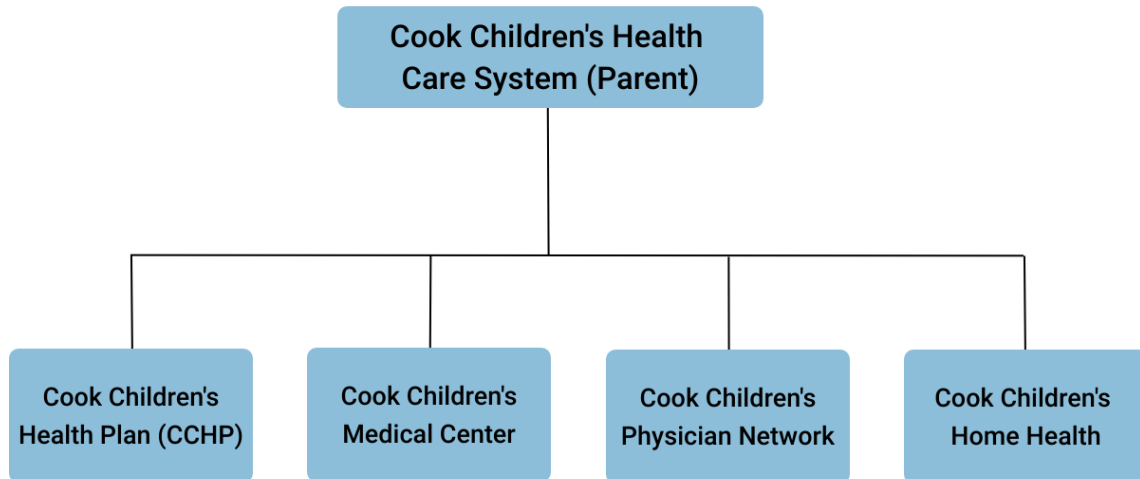 Cook Children's Health
Care System (Parent)
Cook Children's
Health Plan (CCHP)
Cook Children's
Medical Center
Cook Children's
Physician Network
Cook Children's
Home Health